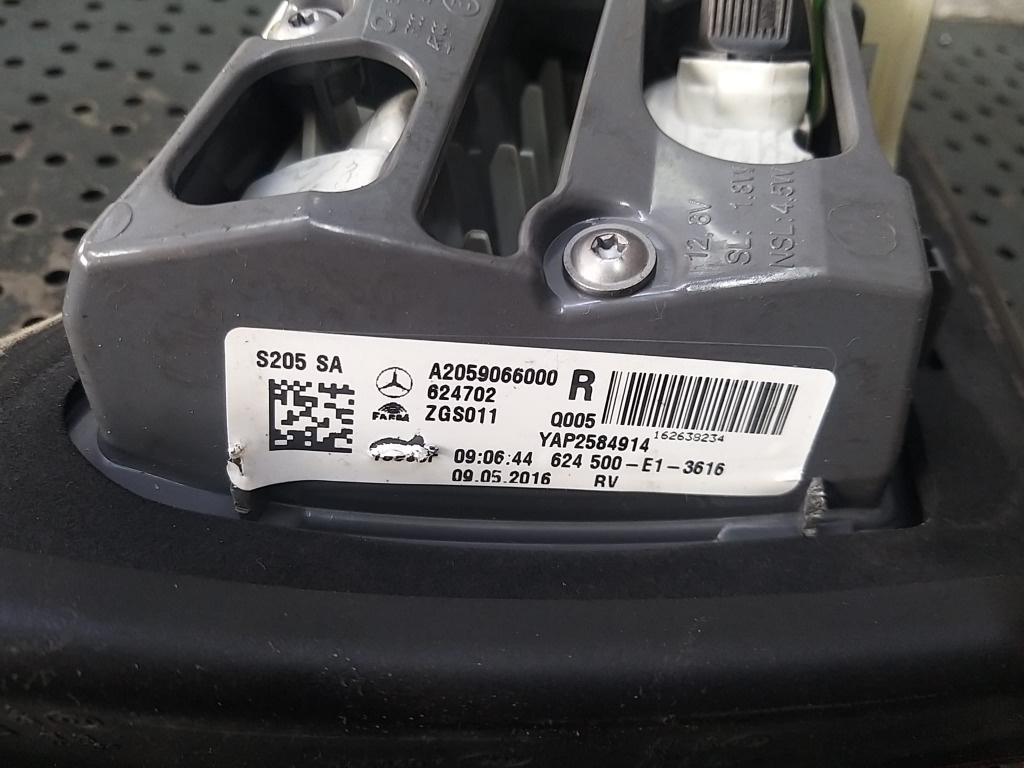 12,8V
SL: 1.8W
NSL:4.5W
S205 SA
A2059066000 R
624702
ZGS011
Q005
162638234
YAP2584914
09:06:44 624 500-E1-3616
09.05.2016 RV